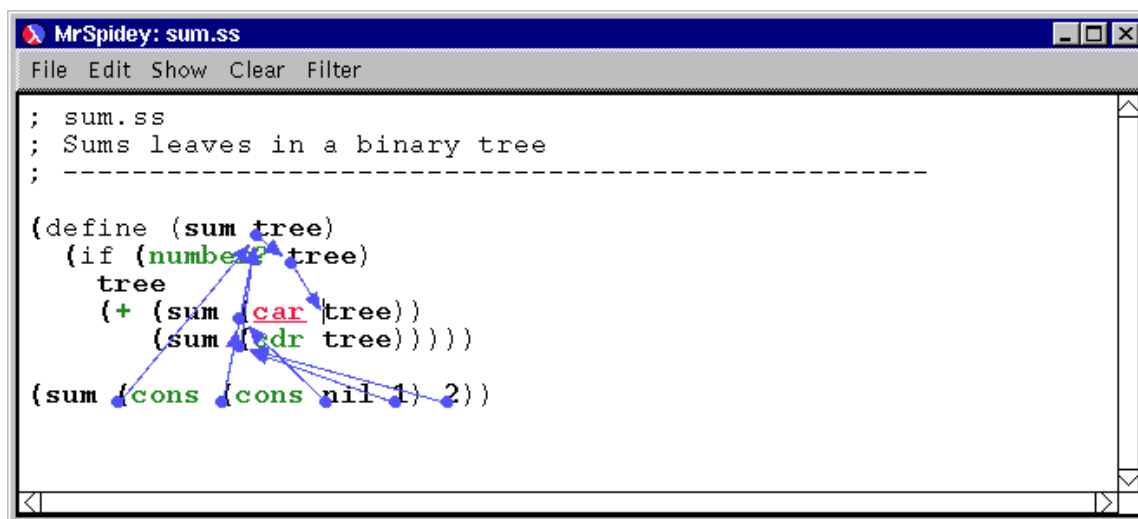 MrSpidey: sum.ss
File Edit Show Clear Filter
; sum.ss
; Sums leaves in a binary tree
; --------------------------------------------------
(define (sum tree)
(if (number? tree)
tree
(+ (sum (car tree))
(sum (cdr tree)))))
(sum (cons (cons nil 1) 2))